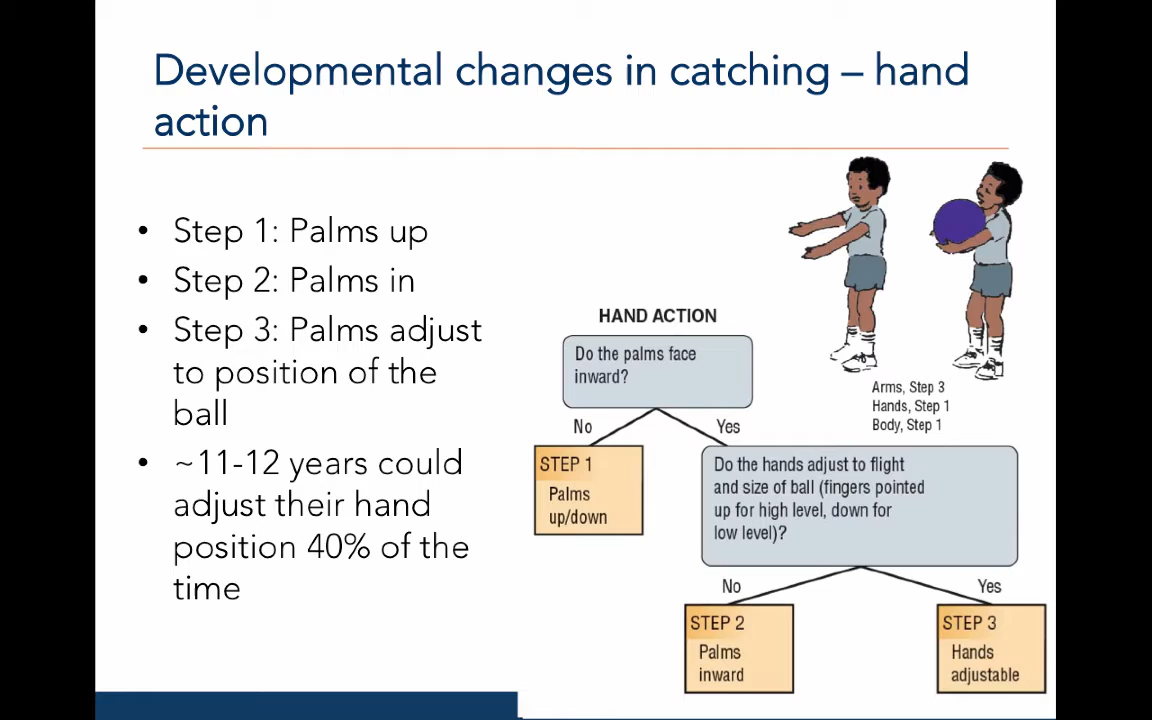 Developmental changes in catching – hand
action
• Step 1: Palms up
• Step 2: Palms in
• Step 3: Palms adjust
to position of the
ball
• ~11-12 years could
adjust their hand
position 40% of the
time
Arms, Step 3
Hands, Step 1
Body, Step 1
HAND ACTION
Do the palms face
inward?
No
Yes
STEP 1
Palms
up/down
Do the hands adjust to flight
and size of ball (fingers pointed
up for high level, down for
low level)?
No
Yes
STEP 2
Palms
inward
STEP 3
Hands
adjustable